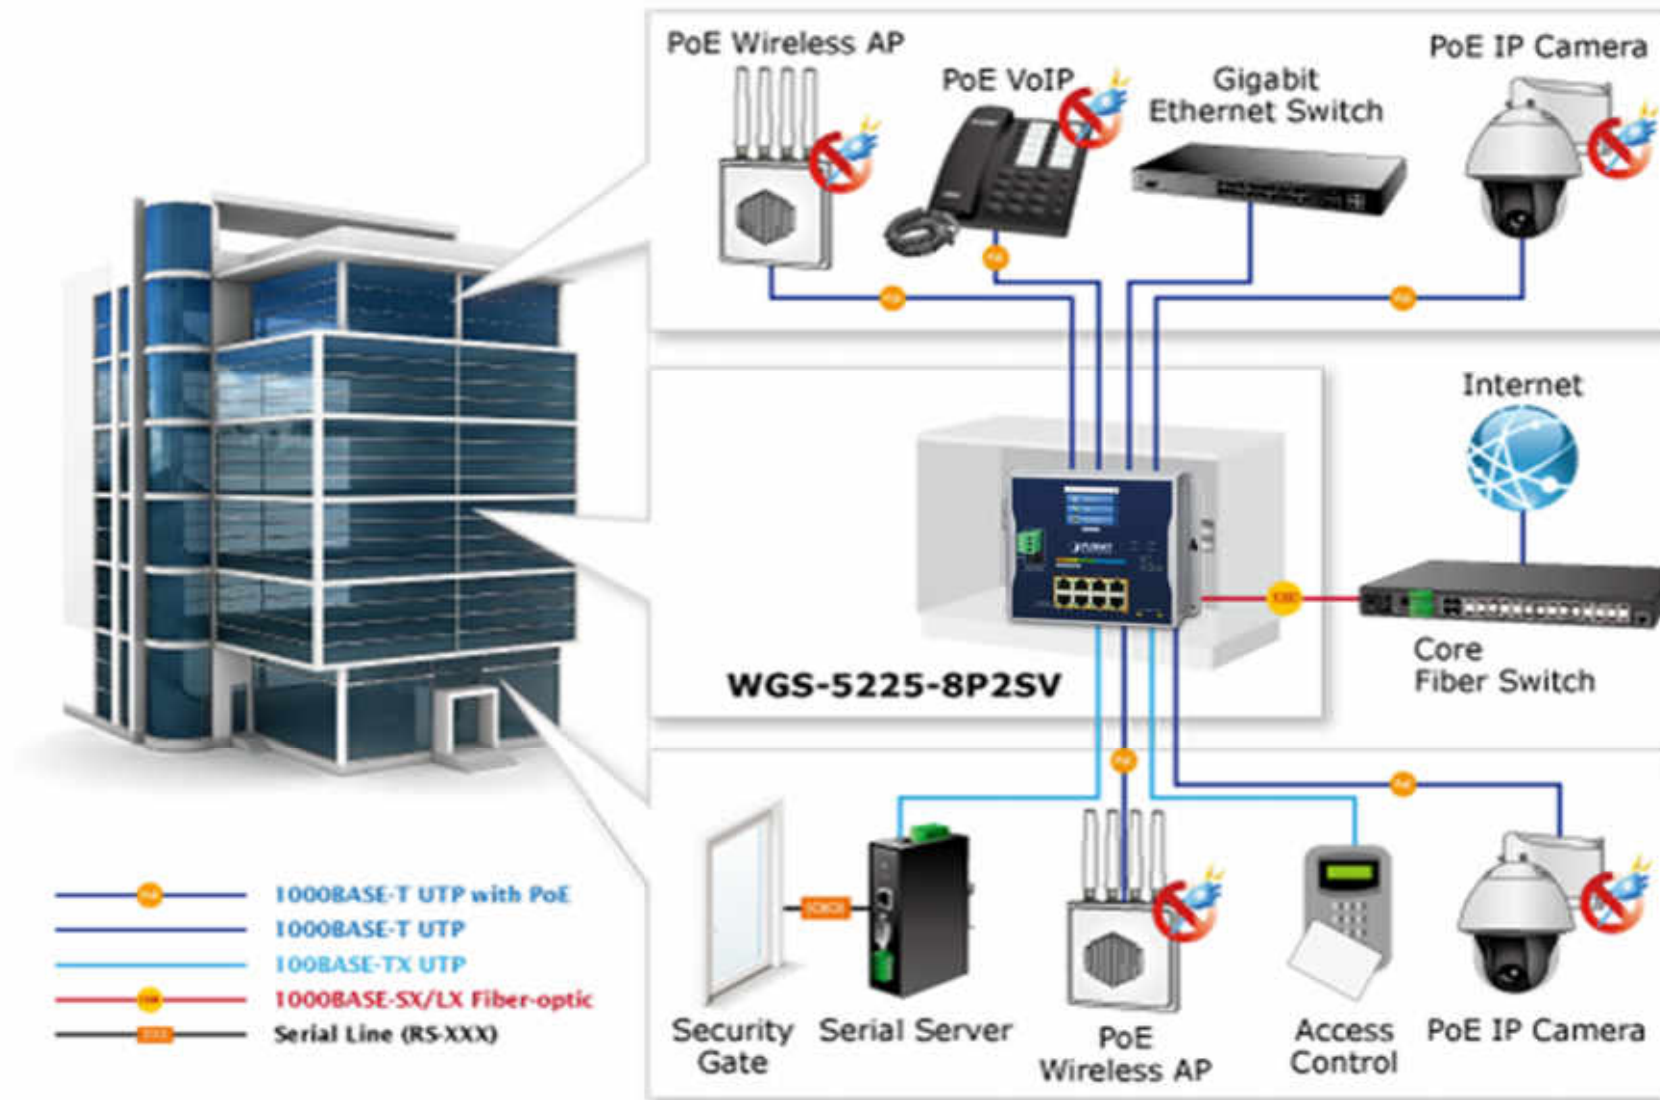 PoE Wireless AP
PoE VoIP
Gigabit
Ethernet Switch
PoE IP Camera
Internet
Core
Fiber Switch
WGS-5225-8P2SV
PLANET
1000BASE-T UTP with PoE
1000BASE-T UTP
100BASE-TX UTP
1000BASE-SX/LX Fiber-optic
Serial Line (RS-XXX)
Security
Gate
Serial Server
PoE
Wireless AP
Access
Control
PoE IP Camera